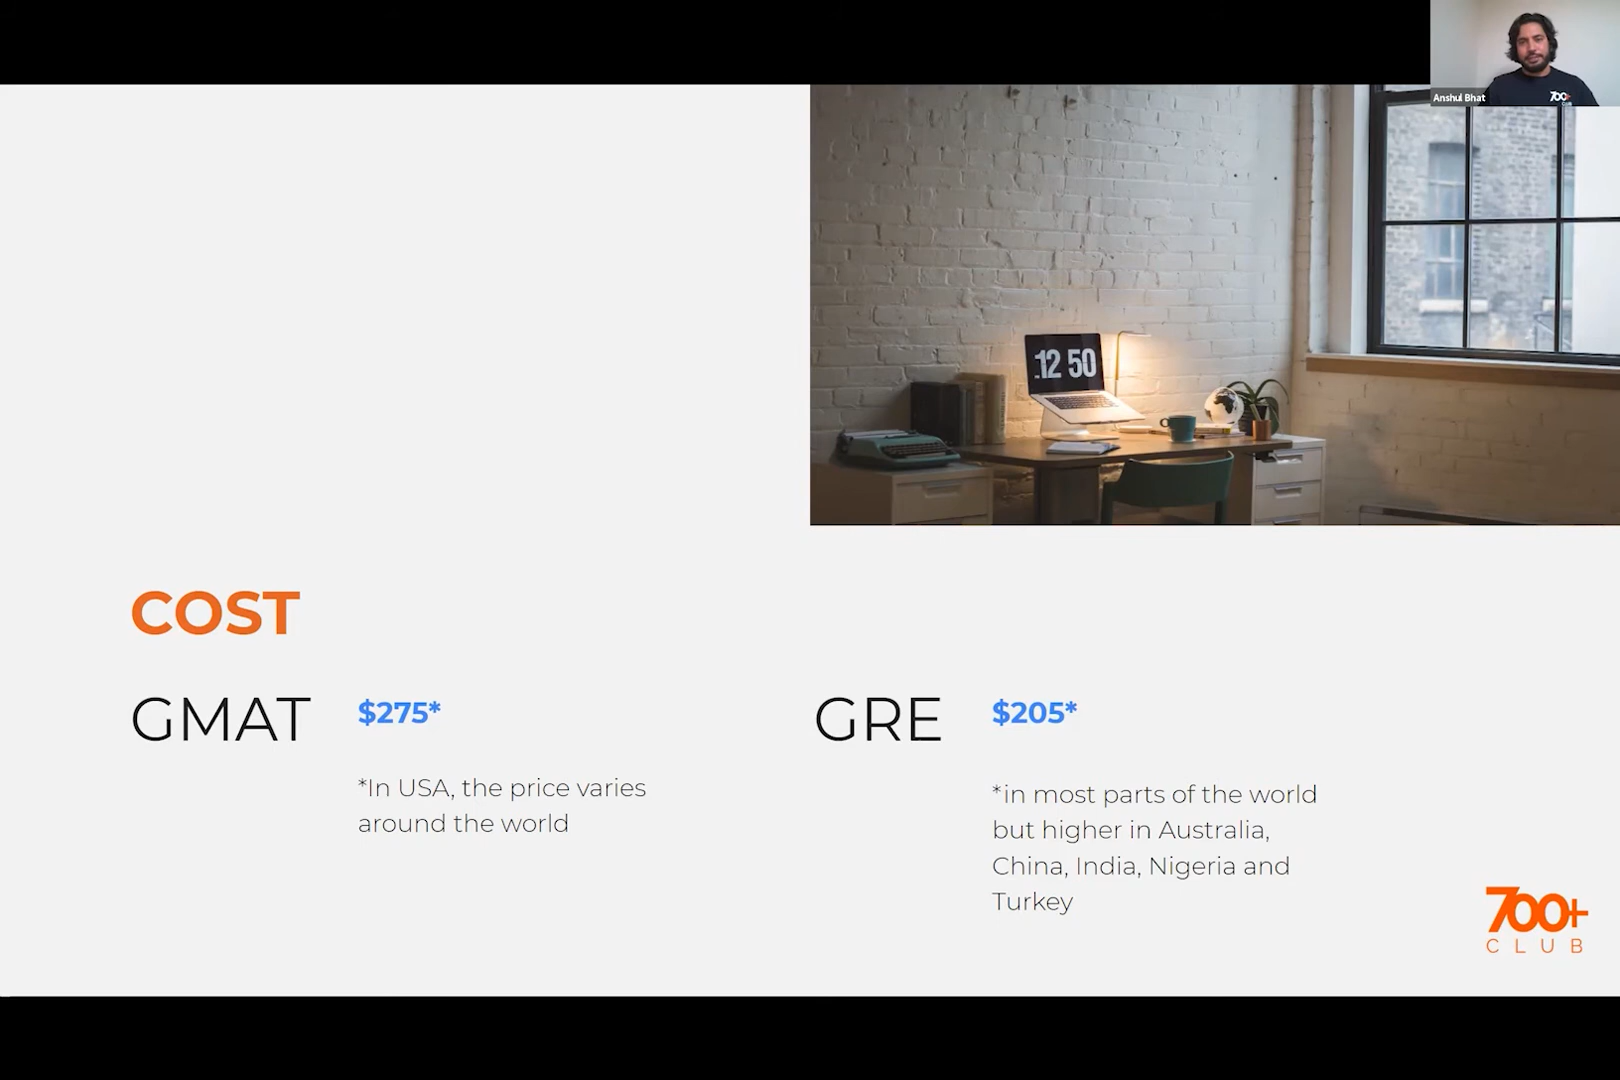 Anshul Bhat
700+
12 50
COST
GMAT
$275*
*In USA, the price varies
around the world
GRE
$205*
*in most parts of the world
but higher in Australia,
China, India, Nigeria and
Turkey
700+
CLUB